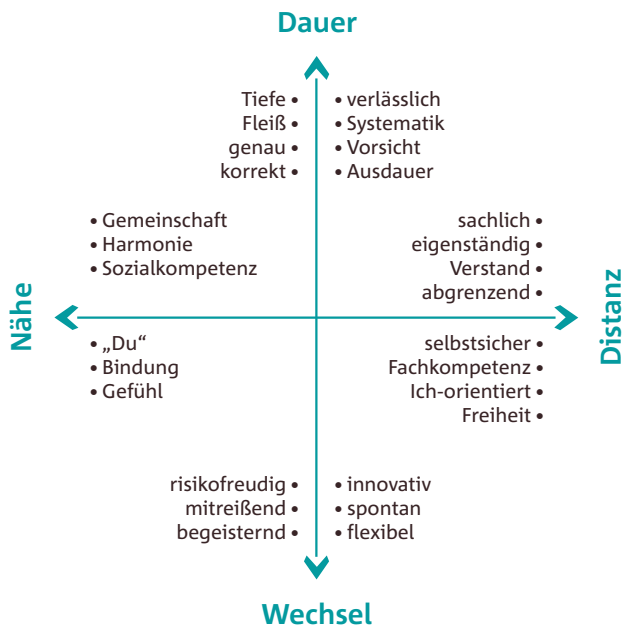 Dauer
Tiefe •
Fleiß •
genau •
korrekt •
• verlässlich
• Systematik
• Vorsicht
• Ausdauer
• Gemeinschaft
• Harmonie
• Sozialkompetenz
sachlich •
eigenständig •
Verstand •
abgrenzend •
Nähe
Distanz
• „Du“
• Bindung
• Gefühl
selbstsicher •
Fachkompetenz •
Ich-orientiert •
Freiheit •
risikofreudig •
mitreißend •
begeisternd •
• innovativ
• spontan
• flexibel
Wechsel